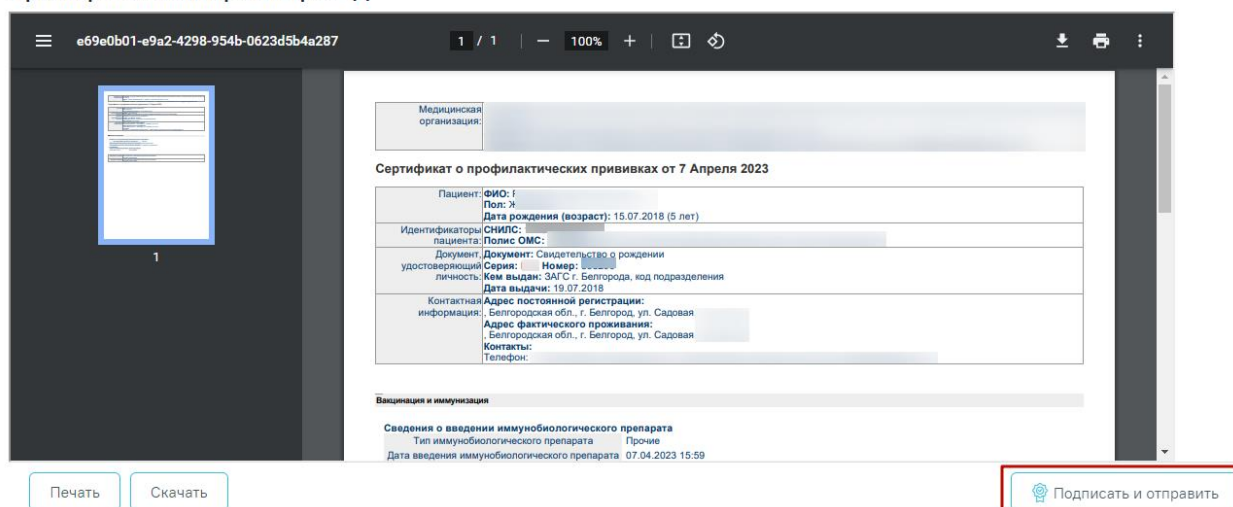 e69e0b01-e9a2-4298-954b-0623d5b4a287 1 / 1 100%
1
Медицинская
организация:
Сертификат о профилактических прививках от 7 Апреля 2023
Пациент: ФИО:
Пол: Ж
Дата рождения (возраст): 15.07.2018 (5 лет)
Идентификаторы СНИЛС:
пациента: Полис ОМС:
Документ, Документ: Свидетельство о рождении
удостоверяющий Серия: Номер:
личность: Кем выдан: ЗАГС г. Белгорода, код подразделения
Дата выдачи: 19.07.2018
Контактная Адрес постоянной регистрации:
информация: , Белгородская обл., г. Белгород, ул. Садовая
Адрес фактического проживания:
, Белгородская обл., г. Белгород, ул. Садовая
Контакты:
Телефон:
Вакцинация и иммунизация
Сведения о введении иммунобиологического препарата
Тип иммунобиологического препарата Прочие
Дата введения иммунобиологического препарата 07.04.2023 15:59
Печать Скачать Подписать и отправить